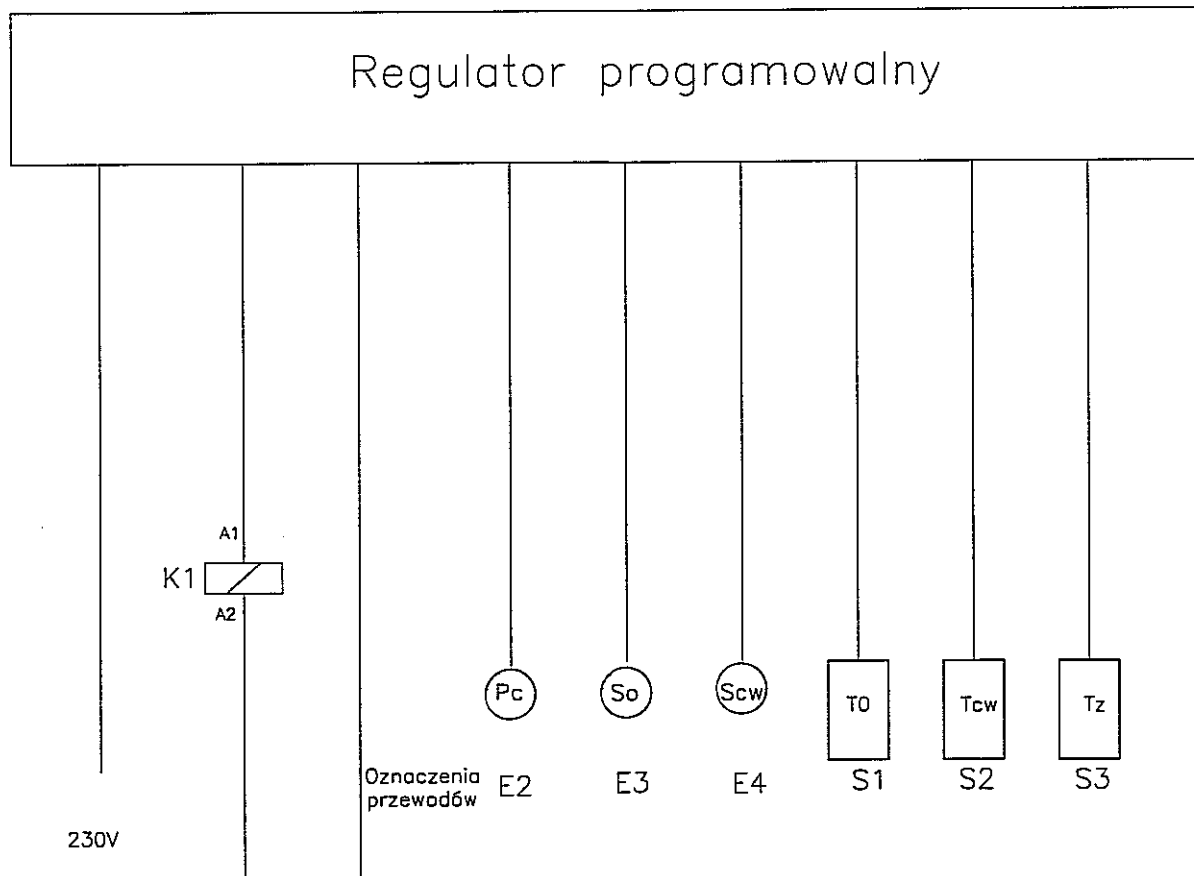 Regulator programowalny
A1
K1
A2
Pc So Scw T0 Tcw Tz
Oznaczenia
przewodów
E2 E3 E4 S1 S2 S3
230V